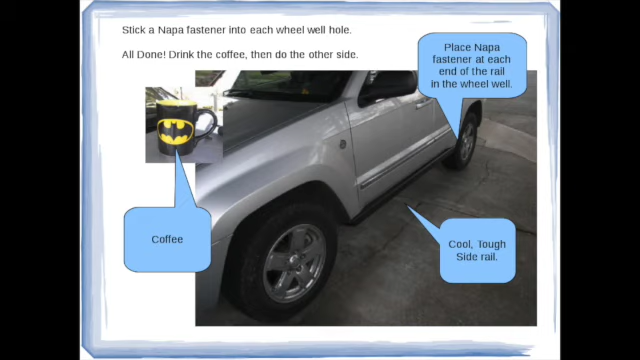 Stick a Napa fastener into each wheel well hole.
All Done! Drink the coffee, then do the other side.
Place Napa
fastener at each
end of the rail
in the wheel well.
Coffee
Cool, Tough
Side rail.